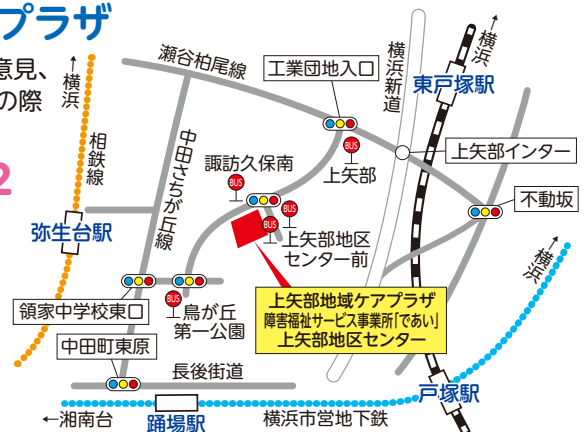 プラザ
意見、
の際
2
←横浜
相鉄線
弥生台駅
瀬谷柏尾線
中田さちが丘線
工業団地入口
横浜新道
横浜→
東戸塚駅
BUS
上矢部
上矢部インター
諏訪久保南
BUS
BUS
BUS
上矢部地区
センター前
不動坂
横浜→
領家中学校東口
BUS
鳥が丘
第一公園
上矢部地域ケアプラザ
障害福祉サービス事業所「であい」
上矢部地区センター
中田町東原
長後街道
戸塚駅
←湘南台
踊場駅
横浜市営地下鉄